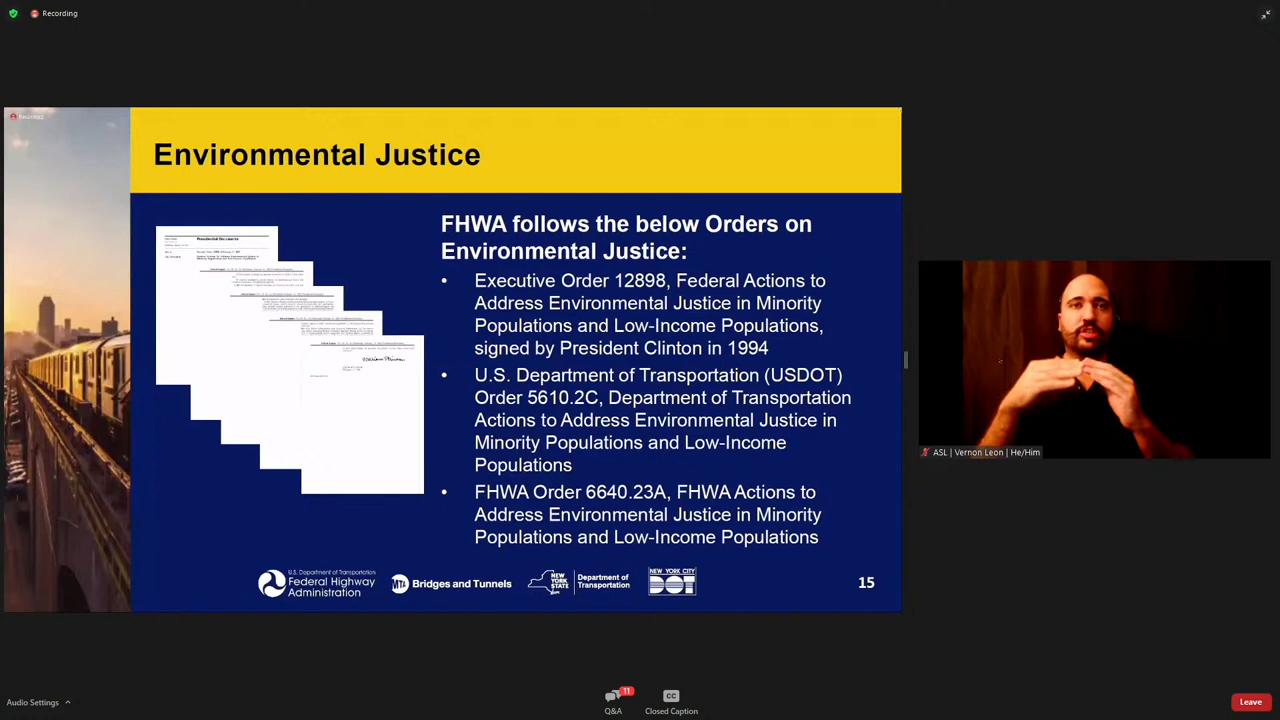 Recording
Recording
Environmental Justice
Presidential Documents
FHWA follows the below Orders on
Environmental Justice:
• Executive Order 12898: Federal Actions to
Address Environmental Justice in Minority
Populations and Low-Income Populations,
signed by President Clinton in 1994
• U.S. Department of Transportation (USDOT)
Order 5610.2C, Department of Transportation
Actions to Address Environmental Justice in
Minority Populations and Low-Income
Populations
• FHWA Order 6640.23A, FHWA Actions to
Address Environmental Justice in Minority
Populations and Low-Income Populations
U.S. Department of Transportation
Federal Highway
Administration
MTA Bridges and Tunnels
NEW YORK STATE
Department of
Transportation
NEW YORK CITY
DOT
15
ASL | Vernon Leon | He/Him
Audio Settings
11
Q&A
CC
Closed Caption
Leave